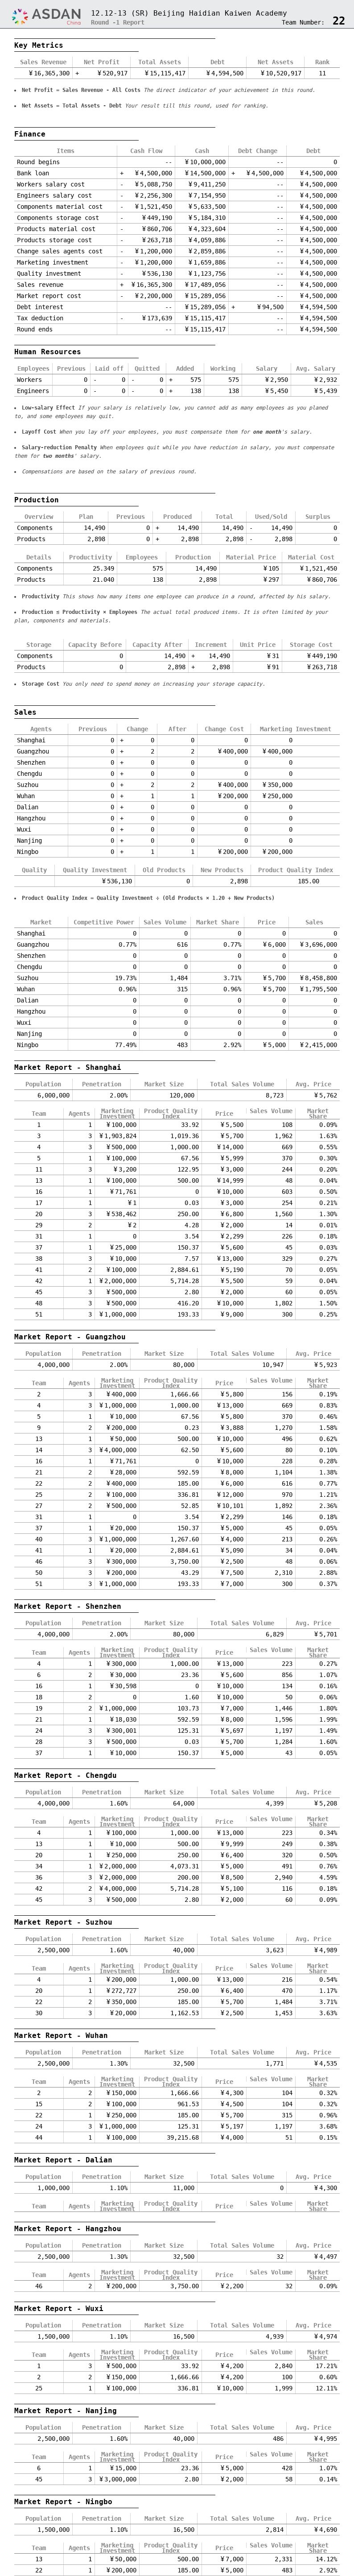 ASDAN
China
12.12-13 (SR) Beijing Haidian Kaiwen Academy
Round -1 Report
Team Number: 22
Key Metrics
Sales Revenue Net Profit Total Assets Debt Net Assets Rank
¥16,365,300 + ¥520,917 ¥15,115,417 ¥4,594,500 ¥10,520,917 11
• Net Profit = Sales Revenue - All Costs The direct indicator of your achievement in this round.
• Net Assets = Total Assets - Debt Your result till this round, used for ranking.
Finance
Items Cash Flow Cash Debt Change Debt
Round begins -- ¥10,000,000 -- 0
Bank loan + ¥4,500,000 ¥14,500,000 + ¥4,500,000 ¥4,500,000
Workers salary cost - ¥5,088,750 ¥9,411,250 -- ¥4,500,000
Engineers salary cost - ¥2,256,300 ¥7,154,950 -- ¥4,500,000
Components material cost - ¥1,521,450 ¥5,633,500 -- ¥4,500,000
Components storage cost - ¥449,190 ¥5,184,310 -- ¥4,500,000
Products material cost - ¥860,706 ¥4,323,604 -- ¥4,500,000
Products storage cost - ¥263,718 ¥4,059,886 -- ¥4,500,000
Change sales agents cost - ¥1,200,000 ¥2,859,886 -- ¥4,500,000
Marketing investment - ¥1,200,000 ¥1,659,886 -- ¥4,500,000
Quality investment - ¥536,130 ¥1,123,756 -- ¥4,500,000
Sales revenue + ¥16,365,300 ¥17,489,056 -- ¥4,500,000
Market report cost - ¥2,200,000 ¥15,289,056 -- ¥4,500,000
Debt interest -- ¥15,289,056 + ¥94,500 ¥4,594,500
Tax deduction - ¥173,639 ¥15,115,417 -- ¥4,594,500
Round ends -- ¥15,115,417 -- ¥4,594,500
Human Resources
Employees Previous Laid off Quitted Added Working Salary Avg. Salary
Workers 0 - 0 - 0 + 575 575 ¥2,950 ¥2,932
Engineers 0 - 0 - 0 + 138 138 ¥5,450 ¥5,439
• Low-salary Effect If your salary is relatively low, you cannot add as many employees as you planed
to, and some employees may quit.
• Layoff Cost When you lay off your employees, you must compensate them for one month's salary.
• Salary-reduction Penalty When employees quit while you have reduction in salary, you must compensate
them for two months' salary.
• Compensations are based on the salary of previous round.
Production
Overview Plan Previous Produced Total Used/Sold Surplus
Components 14,490 0 + 14,490 14,490 - 14,490 0
Products 2,898 0 + 2,898 2,898 - 2,898 0
Details Productivity Employees Production Material Price Material Cost
Components 25.349 575 14,490 ¥105 ¥1,521,450
Products 21.040 138 2,898 ¥297 ¥860,706
• Productivity This shows how many items one employee can produce in a round, affected by his salary.
• Production ≤ Productivity × Employees The actual total produced items. It is often limited by your
plan, components and materials.
Storage Capacity Before Capacity After Increment Unit Price Storage Cost
Components 0 14,490 + 14,490 ¥31 ¥449,190
Products 0 2,898 + 2,898 ¥91 ¥263,718
• Storage Cost You only need to spend money on increasing your storage capacity.
Sales
Agents Previous Change After Change Cost Marketing Investment
Shanghai 0 + 0 0 0 0
Guangzhou 0 + 2 2 ¥400,000 ¥400,000
Shenzhen 0 + 0 0 0 0
Chengdu 0 + 0 0 0 0
Suzhou 0 + 2 2 ¥400,000 ¥350,000
Wuhan 0 + 1 1 ¥200,000 ¥250,000
Dalian 0 + 0 0 0 0
Hangzhou 0 + 0 0 0 0
Wuxi 0 + 0 0 0 0
Nanjing 0 + 0 0 0 0
Ningbo 0 + 1 1 ¥200,000 ¥200,000
Quality Quality Investment Old Products New Products Product Quality Index
¥536,130 0 2,898 185.00
• Product Quality Index = Quality Investment ÷ (Old Products × 1.20 + New Products)
Market Competitive Power Sales Volume Market Share Price Sales
Shanghai 0 0 0 0 0
Guangzhou 0.77% 616 0.77% ¥6,000 ¥3,696,000
Shenzhen 0 0 0 0 0
Chengdu 0 0 0 0 0
Suzhou 19.73% 1,484 3.71% ¥5,700 ¥8,458,800
Wuhan 0.96% 315 0.96% ¥5,700 ¥1,795,500
Dalian 0 0 0 0 0
Hangzhou 0 0 0 0 0
Wuxi 0 0 0 0 0
Nanjing 0 0 0 0 0
Ningbo 77.49% 483 2.92% ¥5,000 ¥2,415,000
Market Report - Shanghai
Population Penetration Market Size Total Sales Volume Avg. Price
6,000,000 2.00% 120,000 8,723 ¥5,762
Team Agents Marketing Investment Product Quality Index Price Sales Volume Market Share
1 1 ¥100,000 33.92 ¥5,500 108 0.09%
3 3 ¥1,903,824 1,019.36 ¥5,700 1,962 1.63%
4 3 ¥500,000 1,000.00 ¥14,000 669 0.55%
5 1 ¥100,000 67.56 ¥5,999 370 0.30%
11 3 ¥3,200 122.95 ¥3,000 244 0.20%
13 1 ¥100,000 500.00 ¥14,999 48 0.04%
16 1 ¥71,761 0 ¥10,000 603 0.50%
17 1 ¥1 0.03 ¥3,000 254 0.21%
20 3 ¥538,462 250.00 ¥6,800 1,560 1.30%
29 2 ¥2 4.28 ¥2,000 14 0.01%
31 1 0 3.54 ¥2,299 226 0.18%
37 1 ¥25,000 150.37 ¥5,600 45 0.03%
38 3 ¥10,000 7.57 ¥13,000 329 0.27%
41 2 ¥100,000 2,884.61 ¥5,190 70 0.05%
42 1 ¥2,000,000 5,714.28 ¥5,500 59 0.04%
45 3 ¥500,000 2.80 ¥2,000 60 0.05%
48 3 ¥500,000 416.20 ¥10,000 1,802 1.50%
51 3 ¥1,000,000 193.33 ¥9,000 300 0.25%
Market Report - Guangzhou
Population Penetration Market Size Total Sales Volume Avg. Price
4,000,000 2.00% 80,000 10,947 ¥5,923
Team Agents Marketing Investment Product Quality Index Price Sales Volume Market Share
2 3 ¥400,000 1,666.66 ¥5,800 156 0.19%
4 3 ¥1,000,000 1,000.00 ¥13,000 669 0.83%
5 1 ¥10,000 67.56 ¥5,800 370 0.46%
9 2 ¥200,000 0.23 ¥3,888 1,270 1.58%
13 1 ¥50,000 500.00 ¥10,000 496 0.62%
14 3 ¥4,000,000 62.50 ¥5,600 80 0.10%
16 1 ¥71,761 0 ¥10,000 228 0.28%
21 2 ¥28,000 592.59 ¥8,000 1,104 1.38%
22 2 ¥400,000 185.00 ¥6,000 616 0.77%
25 2 ¥100,000 336.81 ¥12,000 970 1.21%
27 2 ¥500,000 52.85 ¥10,101 1,892 2.36%
31 1 0 3.54 ¥2,299 146 0.18%
37 1 ¥20,000 150.37 ¥5,000 45 0.05%
40 3 ¥1,000,000 1,267.60 ¥4,000 213 0.26%
41 1 ¥20,000 2,884.61 ¥5,090 34 0.04%
46 3 ¥300,000 3,750.00 ¥2,500 48 0.06%
50 3 ¥200,000 43.29 ¥7,500 2,310 2.88%
51 3 ¥1,000,000 193.33 ¥7,000 300 0.37%
Market Report - Shenzhen
Population Penetration Market Size Total Sales Volume Avg. Price
4,000,000 2.00% 80,000 6,829 ¥5,701
Team Agents Marketing Investment Product Quality Index Price Sales Volume Market Share
4 1 ¥300,000 1,000.00 ¥13,000 223 0.27%
6 2 ¥30,000 23.36 ¥5,600 856 1.07%
16 1 ¥30,598 0 ¥10,000 134 0.16%
18 2 0 1.60 ¥10,000 50 0.06%
19 2 ¥1,000,000 103.73 ¥7,000 1,446 1.80%
21 1 ¥18,030 592.59 ¥8,000 1,596 1.99%
24 3 ¥300,001 125.31 ¥5,697 1,197 1.49%
28 3 ¥500,000 0.03 ¥5,700 1,284 1.60%
37 1 ¥10,000 150.37 ¥5,000 43 0.05%
Market Report - Chengdu
Population Penetration Market Size Total Sales Volume Avg. Price
4,000,000 1.60% 64,000 4,399 ¥5,208
Team Agents Marketing Investment Product Quality Index Price Sales Volume Market Share
4 1 ¥100,000 1,000.00 ¥13,000 223 0.34%
13 1 ¥10,000 500.00 ¥9,999 249 0.38%
20 1 ¥250,000 250.00 ¥6,400 320 0.50%
34 1 ¥2,000,000 4,073.31 ¥5,000 491 0.76%
36 3 ¥2,000,000 200.00 ¥8,500 2,940 4.59%
42 2 ¥4,000,000 5,714.28 ¥5,100 116 0.18%
45 3 ¥500,000 2.80 ¥2,000 60 0.09%
Market Report - Suzhou
Population Penetration Market Size Total Sales Volume Avg. Price
2,500,000 1.60% 40,000 3,623 ¥4,989
Team Agents Marketing Investment Product Quality Index Price Sales Volume Market Share
4 1 ¥200,000 1,000.00 ¥13,000 216 0.54%
20 1 ¥272,727 250.00 ¥6,400 470 1.17%
22 2 ¥350,000 185.00 ¥5,700 1,484 3.71%
30 3 ¥20,000 1,162.53 ¥2,500 1,453 3.63%
Market Report - Wuhan
Population Penetration Market Size Total Sales Volume Avg. Price
2,500,000 1.30% 32,500 1,771 ¥4,535
Team Agents Marketing Investment Product Quality Index Price Sales Volume Market Share
2 2 ¥150,000 1,666.66 ¥4,300 104 0.32%
15 2 ¥100,000 961.53 ¥4,500 104 0.32%
22 1 ¥250,000 185.00 ¥5,700 315 0.96%
24 3 ¥1,000,000 125.31 ¥5,197 1,197 3.68%
44 1 ¥100,000 39,215.68 ¥4,000 51 0.15%
Market Report - Dalian
Population Penetration Market Size Total Sales Volume Avg. Price
1,000,000 1.10% 11,000 0 ¥4,300
Team Agents Marketing Investment Product Quality Index Price Sales Volume Market Share
Market Report - Hangzhou
Population Penetration Market Size Total Sales Volume Avg. Price
2,500,000 1.30% 32,500 32 ¥4,497
Team Agents Marketing Investment Product Quality Index Price Sales Volume Market Share
46 2 ¥200,000 3,750.00 ¥2,200 32 0.09%
Market Report - Wuxi
Population Penetration Market Size Total Sales Volume Avg. Price
1,500,000 1.10% 16,500 4,939 ¥4,974
Team Agents Marketing Investment Product Quality Index Price Sales Volume Market Share
1 3 ¥500,000 33.92 ¥4,200 2,840 17.21%
2 2 ¥150,000 1,666.66 ¥4,200 100 0.60%
25 1 ¥100,000 336.81 ¥10,000 1,999 12.11%
Market Report - Nanjing
Population Penetration Market Size Total Sales Volume Avg. Price
2,500,000 1.60% 40,000 486 ¥4,995
Team Agents Marketing Investment Product Quality Index Price Sales Volume Market Share
6 1 ¥15,000 23.36 ¥5,000 428 1.07%
45 3 ¥3,000,000 2.80 ¥2,000 58 0.14%
Market Report - Ningbo
Population Penetration Market Size Total Sales Volume Avg. Price
1,500,000 1.10% 16,500 2,814 ¥4,690
Team Agents Marketing Investment Product Quality Index Price Sales Volume Market Share
13 1 ¥50,000 500.00 ¥7,000 2,331 14.12%
22 1 ¥200,000 185.00 ¥5,000 483 2.92%